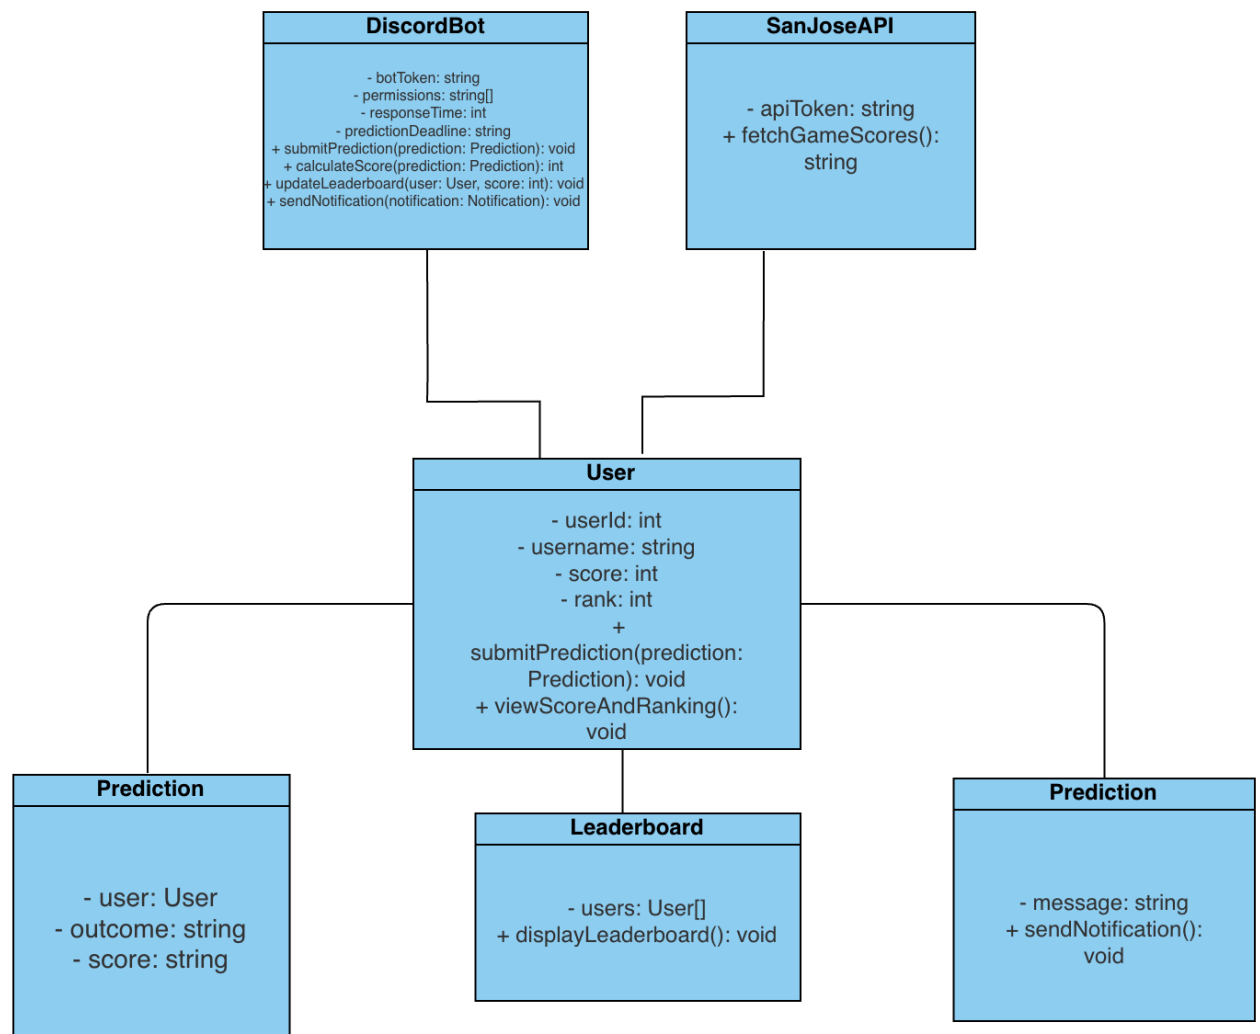 DiscordBot
- botToken: string
- permissions: string[]
- responseTime: int
- predictionDeadline: string
+ submitPrediction(prediction: Prediction): void
+ calculateScore(prediction: Prediction): int
+ updateLeaderboard(user: User, score: int): void
+ sendNotification(notification: Notification): void
SanJoseAPI
- apiToken: string
+ fetchGameScores():
string
User
- userId: int
- username: string
- score: int
- rank: int
+
submitPrediction(prediction:
Prediction): void
+ viewScoreAndRanking():
void
Prediction
- user: User
- outcome: string
- score: string
Leaderboard
- users: User[]
+ displayLeaderboard(): void
Prediction
- message: string
+ sendNotification():
void